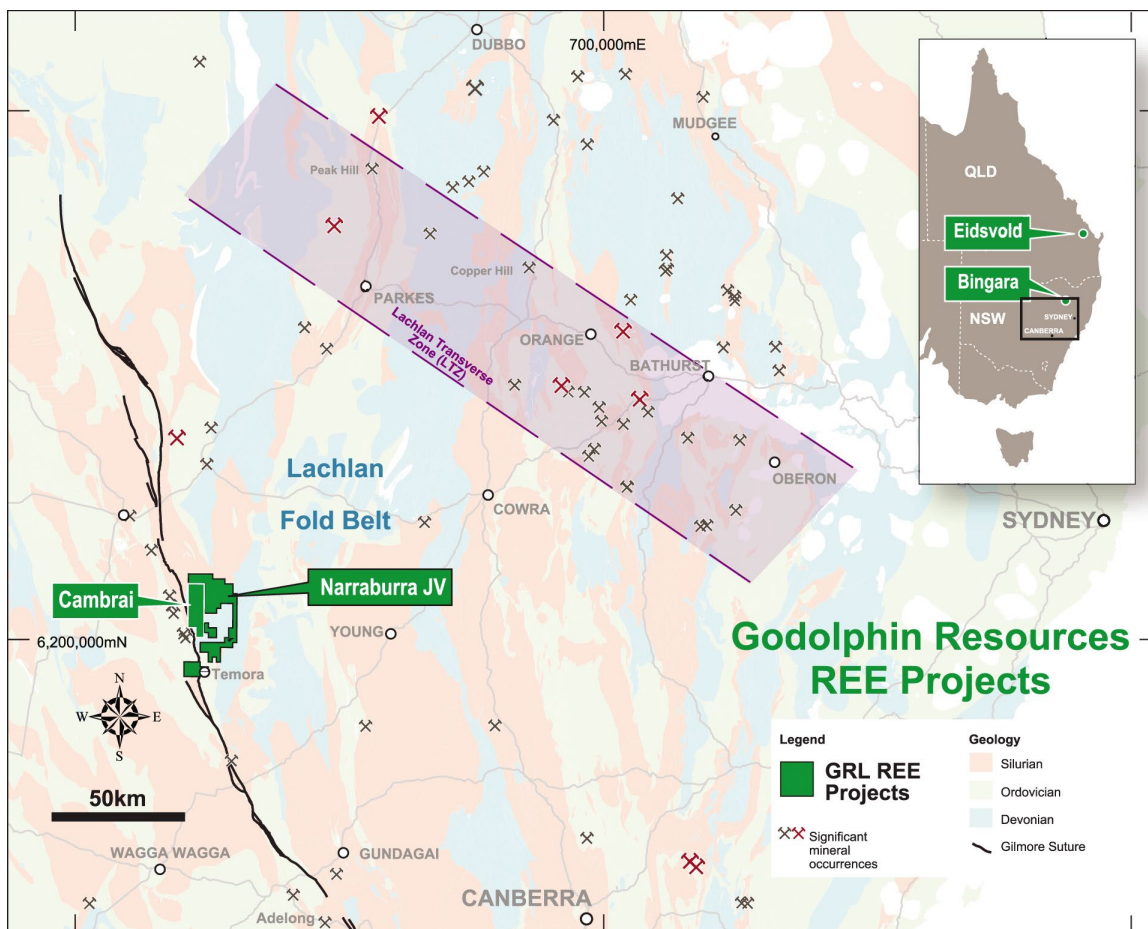 DUBBO
700,000mE
MUDGEE
Peak Hill
Copper Hill
PARKES
Lachlan Transverse
Zone (LTZ)
ORANGE
BATHURST
OBERON
Lachlan
Fold Belt
COWRA
SYDNEY
Cambrai
Narraburra JV
YOUNG
6,200,000mN
Temora
N
W
E
S
50km
WAGGA WAGGA
GUNDAGAI
Adelong
CANBERRA
QLD
Eidsvold
Bingara
NSW
SYDNEY
CANBERRA
Godolphin Resources
REE Projects
Legend
GRL REE
Projects
Significant
mineral
occurrences
Geology
Silurian
Ordovician
Devonian
Gilmore Suture